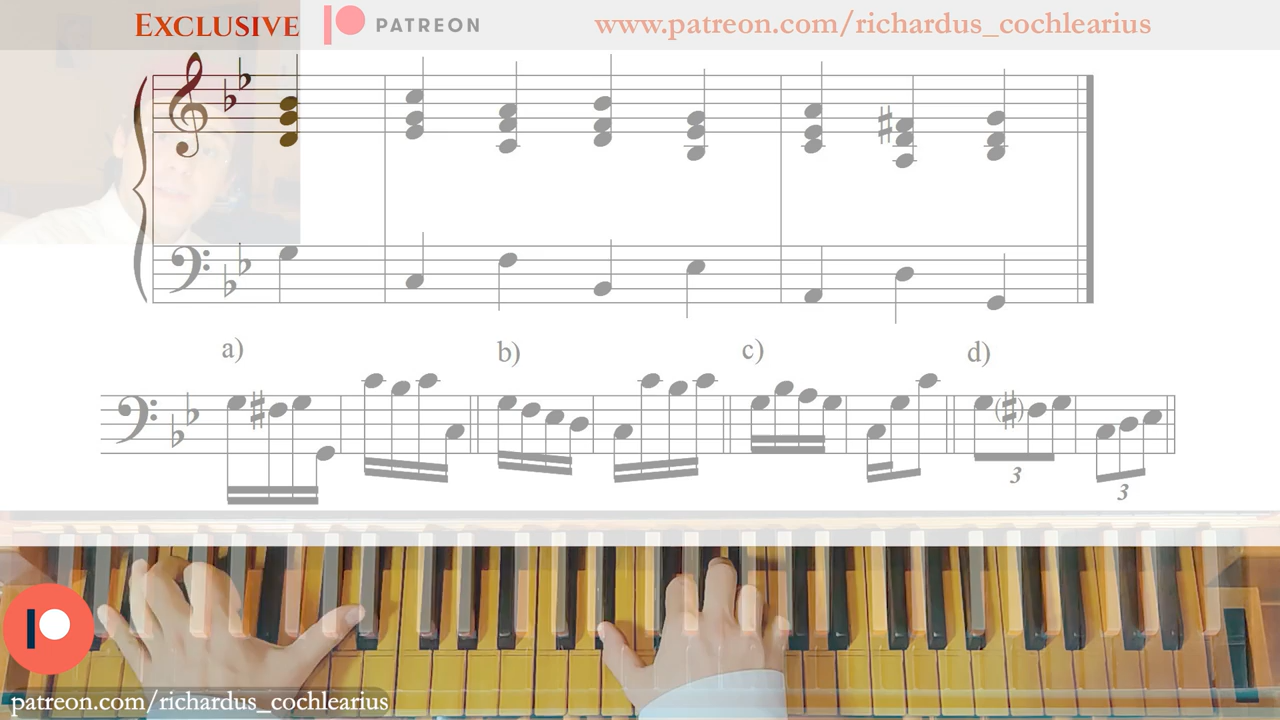 EXCLUSIVE
PATREON
www.patreon.com/richardus_cochlearius
a)
b)
c)
d)
3
3
patreon.com/richardus_cochlearius